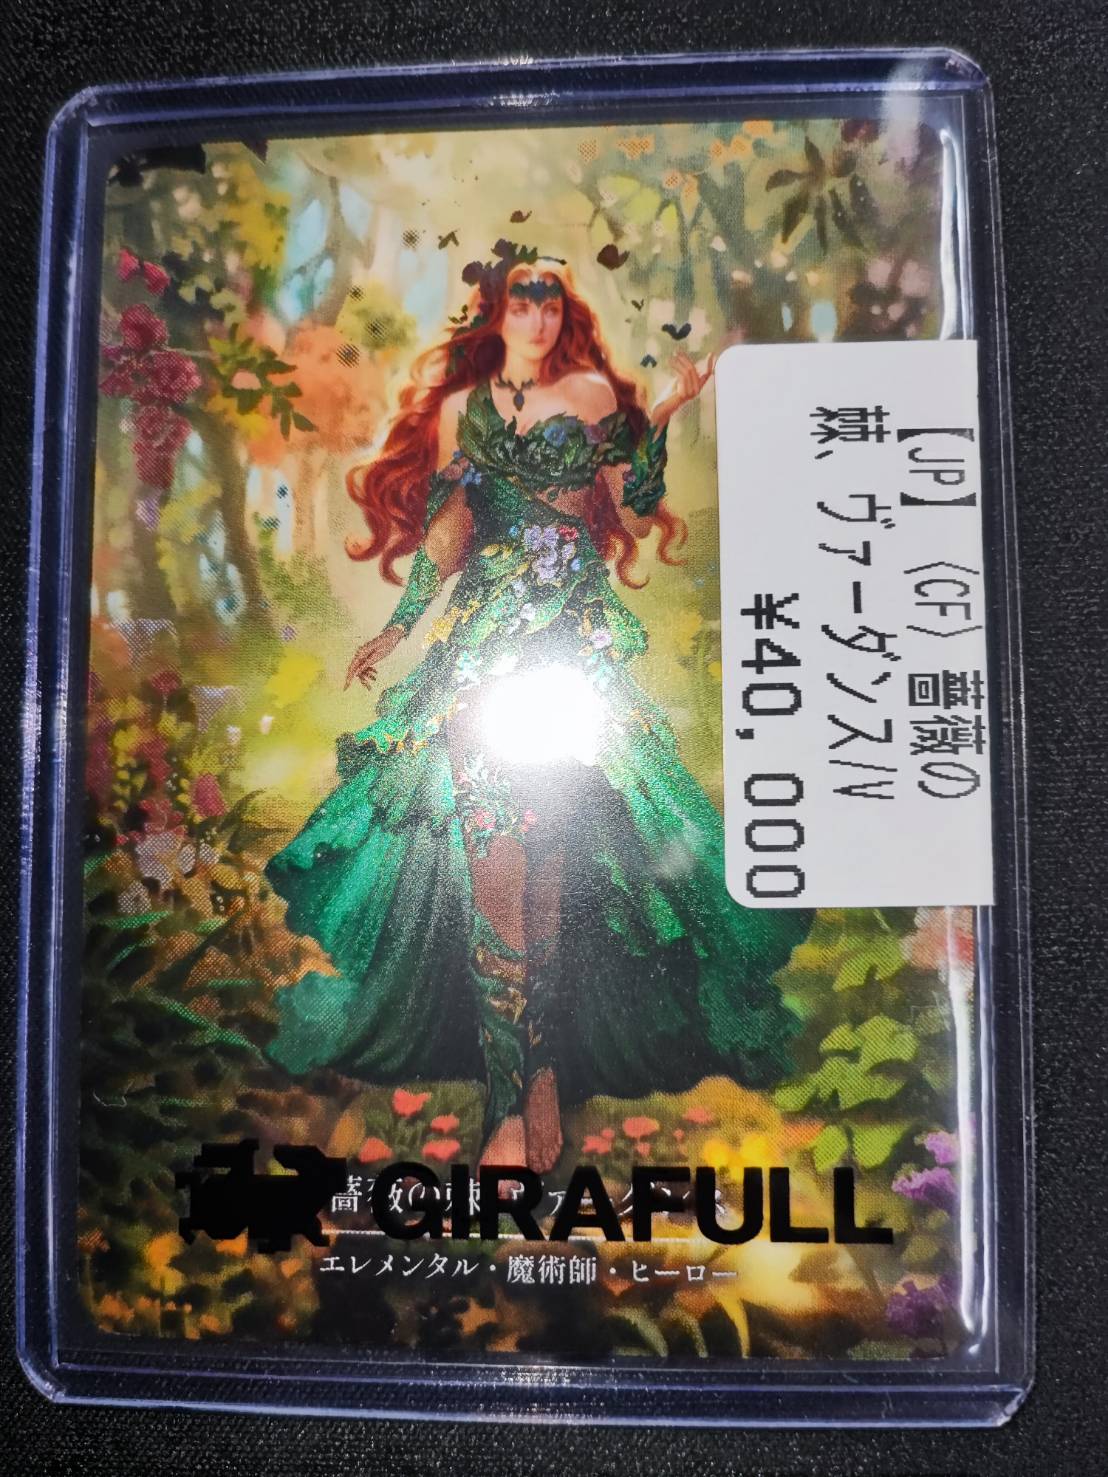 【JP】〈CF〉薔薇の
棘、ヴァーダンス/V
¥40,000
GIRAFULL
エレメンタル・魔術師・ヒーロー